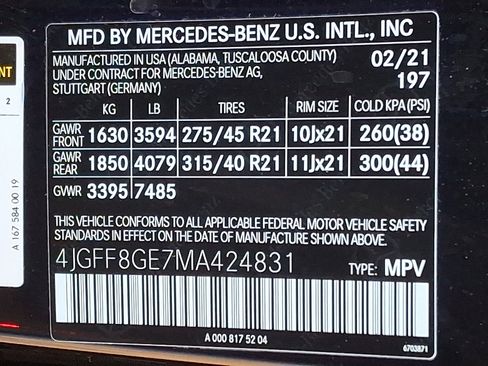 MFD BY MERCEDES-BENZ U.S. INTL., INC
MANUFACTURED IN USA (ALABAMA, TUSCALOOSA COUNTY) 02/21
UNDER CONTRACT FOR MERCEDES-BENZ AG, 197
STUTTGART (GERMANY)
KG LB TIRES RIM SIZE COLD KPA (PSI)
GAWR FRONT 1630 3594 275/45 R21 10Jx21 260(38)
GAWR REAR 1850 4079 315/40 R21 11Jx21 300(44)
GVWR 3395 7485
THIS VEHICLE CONFORMS TO ALL APPLICABLE FEDERAL MOTOR VEHICLE SAFETY
STANDARDS IN EFFECT ON THE DATE OF MANUFACTURE SHOWN ABOVE.
4JGFF8GE7MA424831 TYPE: MPV
A 000 817 52 04
6703871
2
A 167 584 00 19